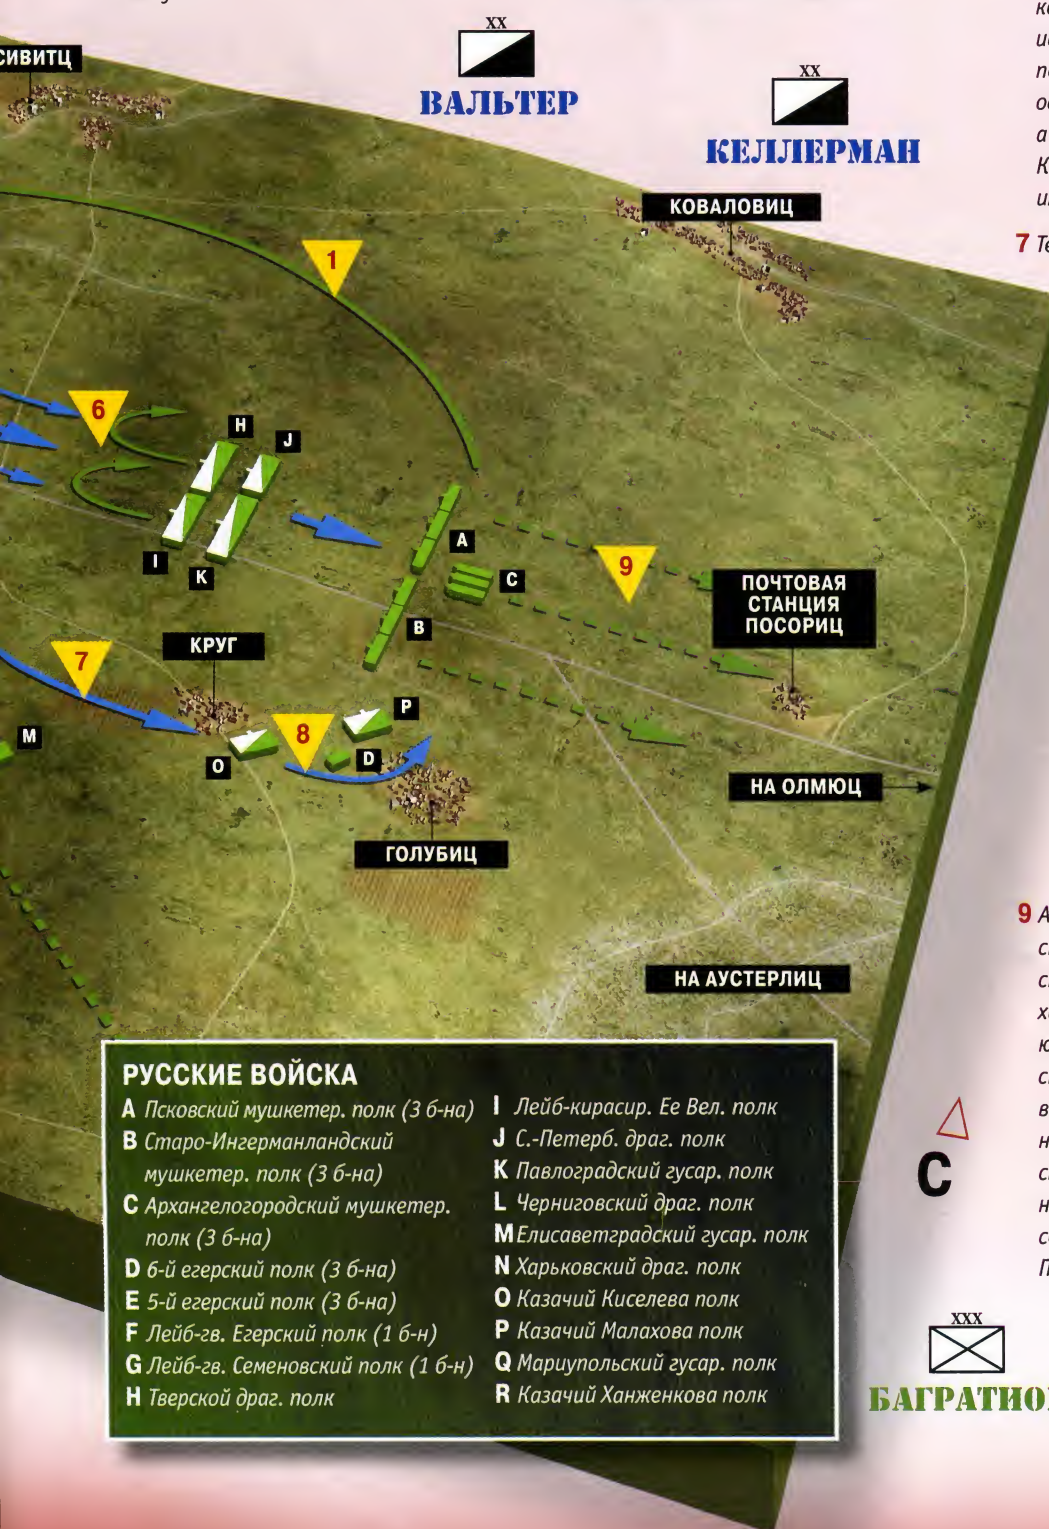 XX
ВАЛЬТЕР
XX
КЕЛЛЕРМАН
СИВИТЦ
КОВАЛОВИЦ
1
7 Те
6
H
J
I
K
A
C
B
9
ПОЧТОВАЯ
СТАНЦИЯ
ПОСОРИЦ
КРУГ
7
M
O
8
P
D
НА ОЛМЮЦ
ГОЛУБИЦ
9 А
НА АУСТЕРЛИЦ
РУССКИЕ ВОЙСКА
A Псковский мушкетер. полк (3 б-на)
B Старо-Ингерманландский
мушкетер. полк (3 б-на)
C Архангелогородский мушкетер.
полк (3 б-на)
D 6-й егерский полк (3 б-на)
E 5-й егерский полк (3 б-на)
F Лейб-гв. Егерский полк (1 б-н)
G Лейб-гв. Семеновский полк (1 б-н)
H Тверской драг. полк
I Лейб-кирасир. Ее Вел. полк
J С.-Петерб. драг. полк
K Павлоградский гусар. полк
L Черниговский драг. полк
M Елисаветградский гусар. полк
N Харьковский драг. полк
O Казачий Киселева полк
P Казачий Малахова полк
Q Мариупольский гусар. полк
R Казачий Ханженкова полк
С
XXX
БАГРАТИО